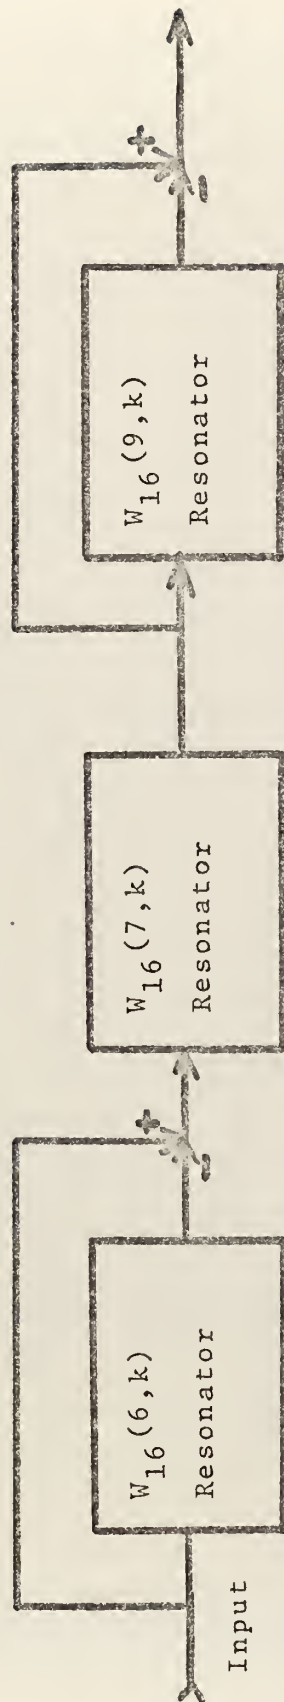 Input
W16(6,k)
Resonator
+
-
W16(7,k)
Resonator
W16(9,k)
Resonator
+
-